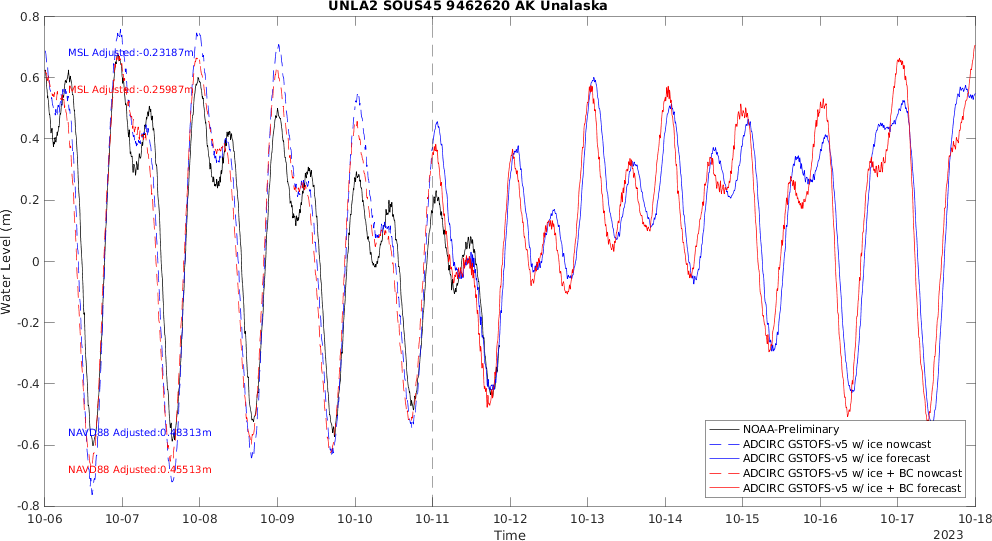 UNLA2 SOUS45 9462620 AK Unalaska
0.8
0.6
0.4
0.2
0
-0.2
-0.4
-0.6
-0.8
Water Level (m)
MSL Adjusted:-0.23187m
MSL Adjusted:-0.25987m
NAVD88 Adjusted:0.48313m
NAVD88 Adjusted:0.45513m
NOAA-Preliminary
ADCIRC GSTOFS-v5 w/ ice nowcast
ADCIRC GSTOFS-v5 w/ ice forecast
ADCIRC GSTOFS-v5 w/ ice + BC nowcast
ADCIRC GSTOFS-v5 w/ ice + BC forecast
10-06 10-07 10-08 10-09 10-10 10-11 10-12 10-13 10-14 10-15 10-16 10-17 10-18
Time
2023